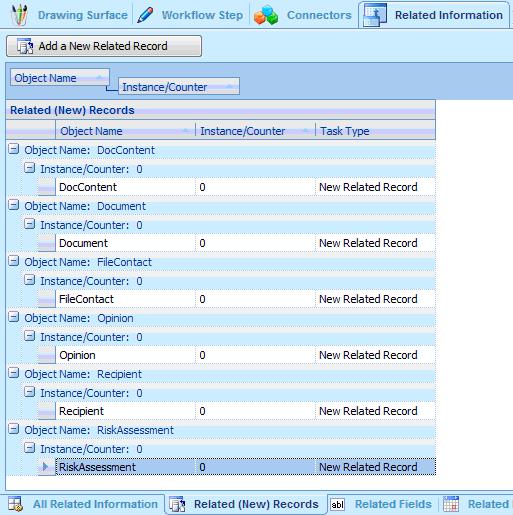 Drawing Surface Workflow Step Connectors Related Information
Add a New Related Record
Object Name
Instance/Counter
Related (New) Records
Object Name Instance/Counter Task Type
Object Name: DocContent
Instance/Counter: 0
DocContent 0 New Related Record
Object Name: Document
Instance/Counter: 0
Document 0 New Related Record
Object Name: FileContact
Instance/Counter: 0
FileContact 0 New Related Record
Object Name: Opinion
Instance/Counter: 0
Opinion 0 New Related Record
Object Name: Recipient
Instance/Counter: 0
Recipient 0 New Related Record
Object Name: RiskAssessment
Instance/Counter: 0
RiskAssessment 0 New Related Record
All Related Information Related (New) Records abl Related Fields Related